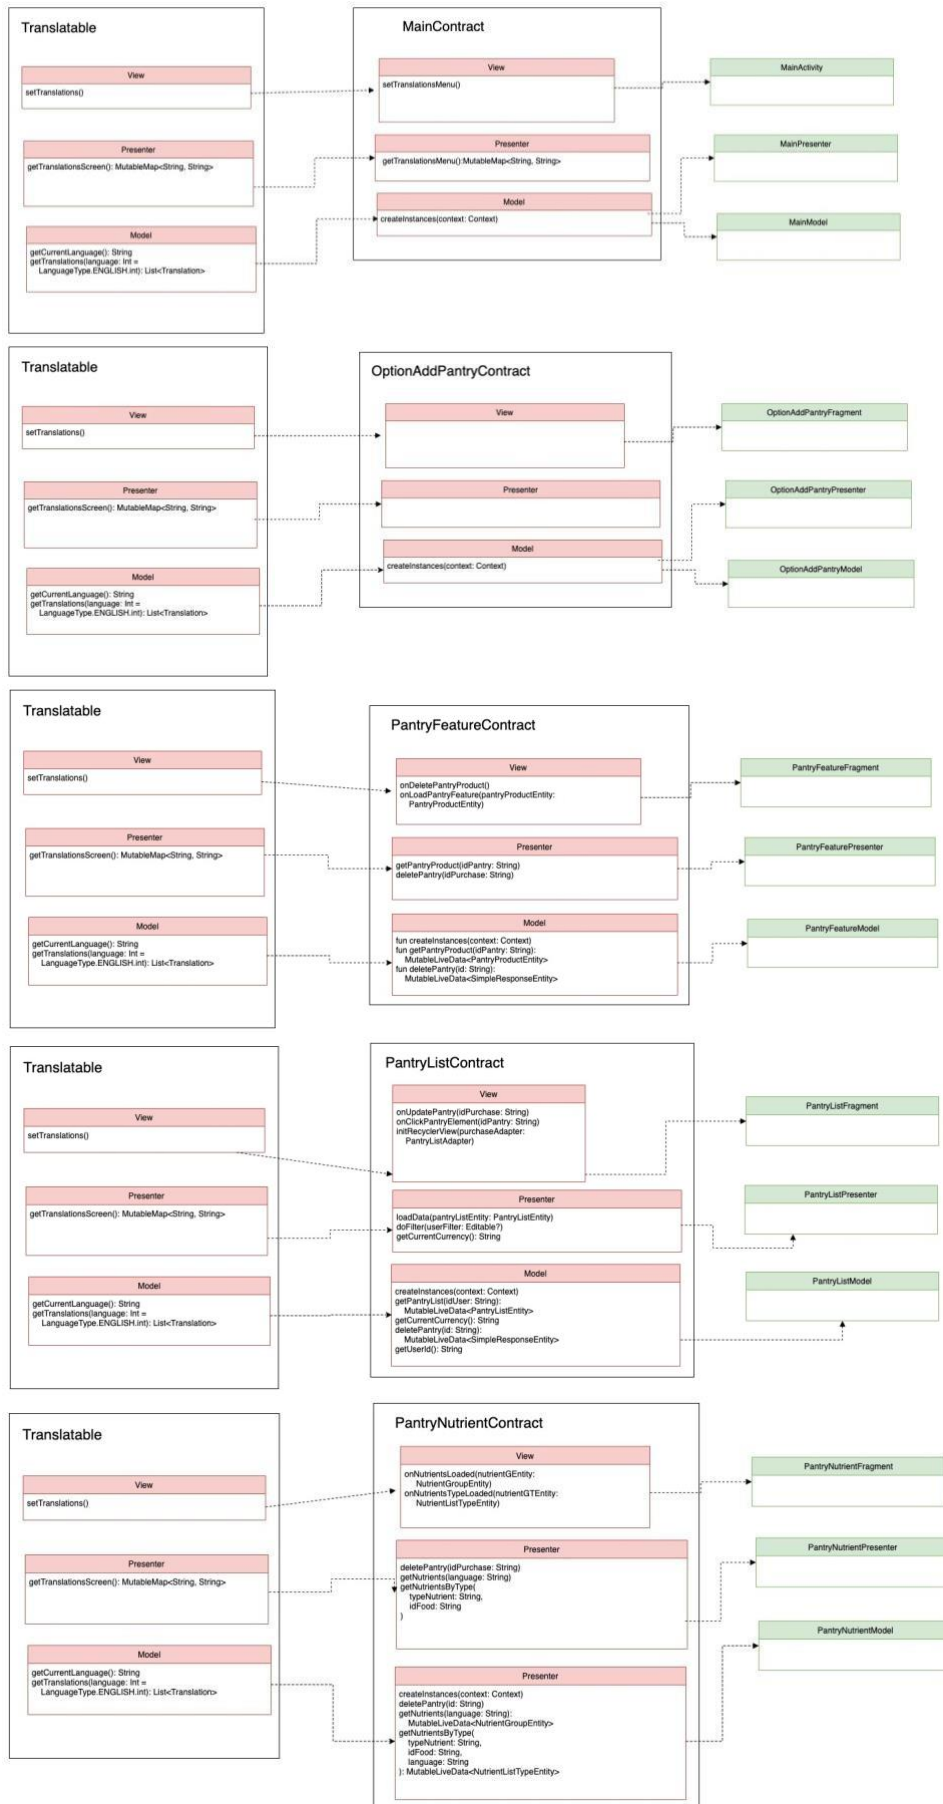 Translatable
View
setTranslations()
Presenter
getTranslationsScreen(): MutableMap<String, String>
Model
getCurrentLanguage(): String
getTranslations(language: Int =
LanguageType.ENGLISH.int): List<Translation>
MainContract
View
setTranslationsMenu()
Presenter
getTranslationsMenu():MutableMap<String, String>
Model
createInstances(context: Context)
MainActivity
MainPresenter
MainModel
Translatable
View
setTranslations()
Presenter
getTranslationsScreen(): MutableMap<String, String>
Model
getCurrentLanguage(): String
getTranslations(language: Int =
LanguageType.ENGLISH.int): List<Translation>
OptionAddPantryContract
View
Presenter
Model
createInstances(context: Context)
OptionAddPantryFragment
OptionAddPantryPresenter
OptionAddPantryModel
Translatable
View
setTranslations()
Presenter
getTranslationsScreen(): MutableMap<String, String>
Model
getCurrentLanguage(): String
getTranslations(language: Int =
LanguageType.ENGLISH.int): List<Translation>
PantryFeatureContract
View
onDeletePantryProduct()
onLoadPantryFeature(pantryProductEntity:
PantryProductEntity)
Presenter
getPantryProduct(idPantry: String)
deletePantry(idPurchase: String)
Model
fun createInstances(context: Context)
fun getPantryProduct(idPantry: String):
MutableLiveData<PantryProductEntity>
fun deletePantry(id: String):
MutableLiveData<SimpleResponseEntity>
PantryFeatureFragment
PantryFeaturePresenter
PantryFeatureModel
Translatable
View
setTranslations()
Presenter
getTranslationsScreen(): MutableMap<String, String>
Model
getCurrentLanguage(): String
getTranslations(language: Int =
LanguageType.ENGLISH.int): List<Translation>
PantryListContract
View
onUpdatePantry(idPurchase: String)
onClickPantryElement(idPantry: String)
initRecyclerView(purchaseAdapter:
PantryListAdapter)
Presenter
loadData(pantryListEntity: PantryListEntity)
doFilter(userFilter: Editable?)
getCurrentCurrency(): String
Model
createInstances(context: Context)
getPantryList(idUser: String):
MutableLiveData<PantryListEntity>
getCurrentCurrency(): String
deletePantry(id: String):
MutableLiveData<SimpleResponseEntity>
getUserId(): String
PantryListFragment
PantryListPresenter
PantryListModel
Translatable
View
setTranslations()
Presenter
getTranslationsScreen(): MutableMap<String, String>
Model
getCurrentLanguage(): String
getTranslations(language: Int =
LanguageType.ENGLISH.int): List<Translation>
PantryNutrientContract
View
onNutrientsLoaded(nutrientGEntity:
NutrientGroupEntity)
onNutrientsTypeLoaded(nutrientGTEntity:
NutrientListTypeEntity)
Presenter
deletePantry(idPurchase: String)
getNutrients(language: String)
getNutrientsByType(
typeNutrient: String,
idFood: String
)
Presenter
createInstances(context: Context)
deletePantry(id: String)
getNutrients(language: String):
MutableLiveData<NutrientGroupEntity>
getNutrientsByType(
typeNutrient: String,
idFood: String,
language: String
): MutableLiveData<NutrientListTypeEntity>
PantryNutrientFragment
PantryNutrientPresenter
PantryNutrientModel